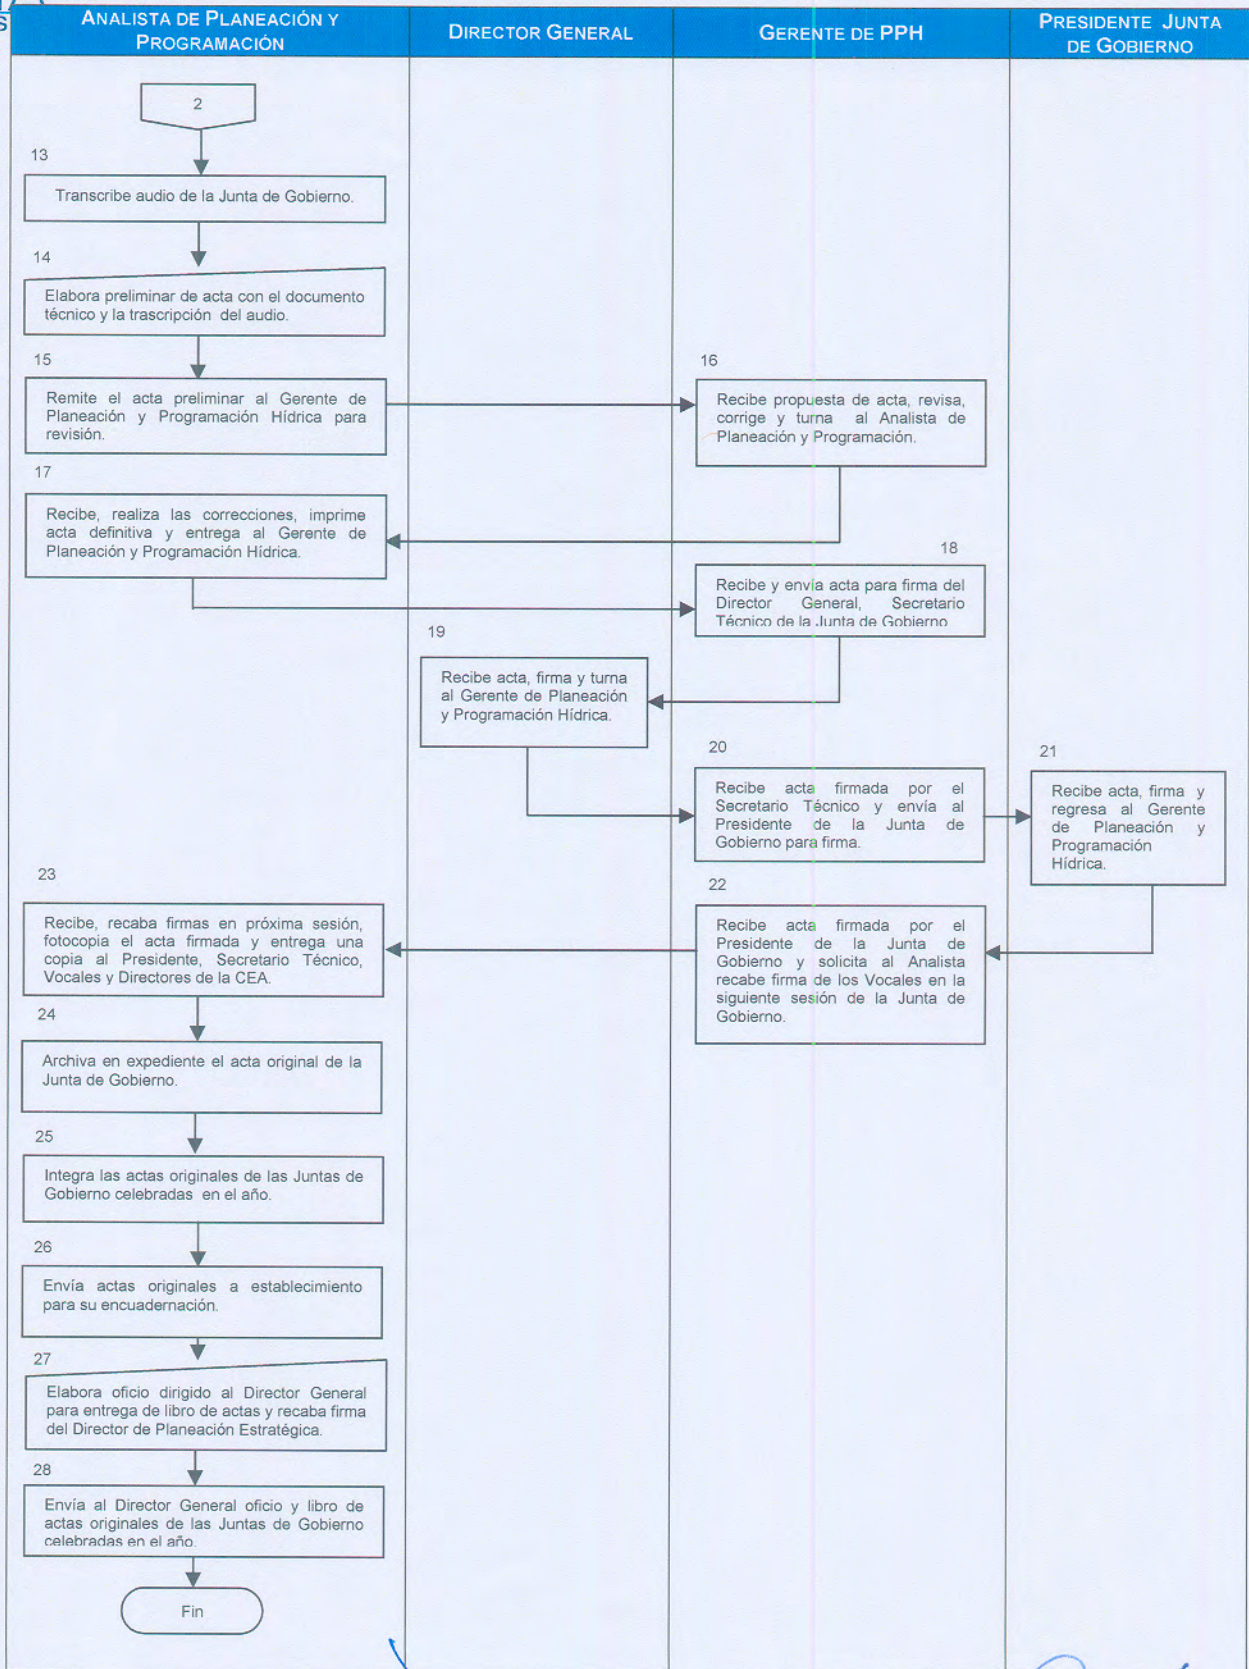 ANALISTA DE PLANEACIÓN Y
PROGRAMACIÓN
DIRECTOR GENERAL
GERENTE DE PPH
PRESIDENTE JUNTA
DE GOBIERNO
2
13
Transcribe audio de la Junta de Gobierno.
14
Elabora preliminar de acta con el documento
técnico y la trascripción del audio.
15
Remite el acta preliminar al Gerente de
Planeación y Programación Hídrica para
revisión.
16
Recibe propuesta de acta, revisa,
corrige y turna al Analista de
Planeación y Programación.
17
Recibe, realiza las correcciones, imprime
acta definitiva y entrega al Gerente de
Planeación y Programación Hídrica.
18
Recibe y envía acta para firma del
Director General, Secretario
Técnico de la Junta de Gobierno
19
Recibe acta, firma y turna
al Gerente de Planeación
y Programación Hídrica.
20
Recibe acta firmada por el
Secretario Técnico y envía al
Presidente de la Junta de
Gobierno para firma.
21
Recibe acta, firma y
regresa al Gerente
de Planeación y
Programación
Hídrica.
22
Recibe acta firmada por el
Presidente de la Junta de
Gobierno y solicita al Analista
recabe firma de los Vocales en la
siguiente sesión de la Junta de
Gobierno.
23
Recibe, recaba firmas en próxima sesión,
fotocopia el acta firmada y entrega una
copia al Presidente, Secretario Técnico,
Vocales y Directores de la CEA.
24
Archiva en expediente el acta original de la
Junta de Gobierno.
25
Integra las actas originales de las Juntas de
Gobierno celebradas en el año.
26
Envía actas originales a establecimiento
para su encuadernación.
27
Elabora oficio dirigido al Director General
para entrega de libro de actas y recaba firma
del Director de Planeación Estratégica.
28
Envía al Director General oficio y libro de
actas originales de las Juntas de Gobierno
celebradas en el año.
Fin